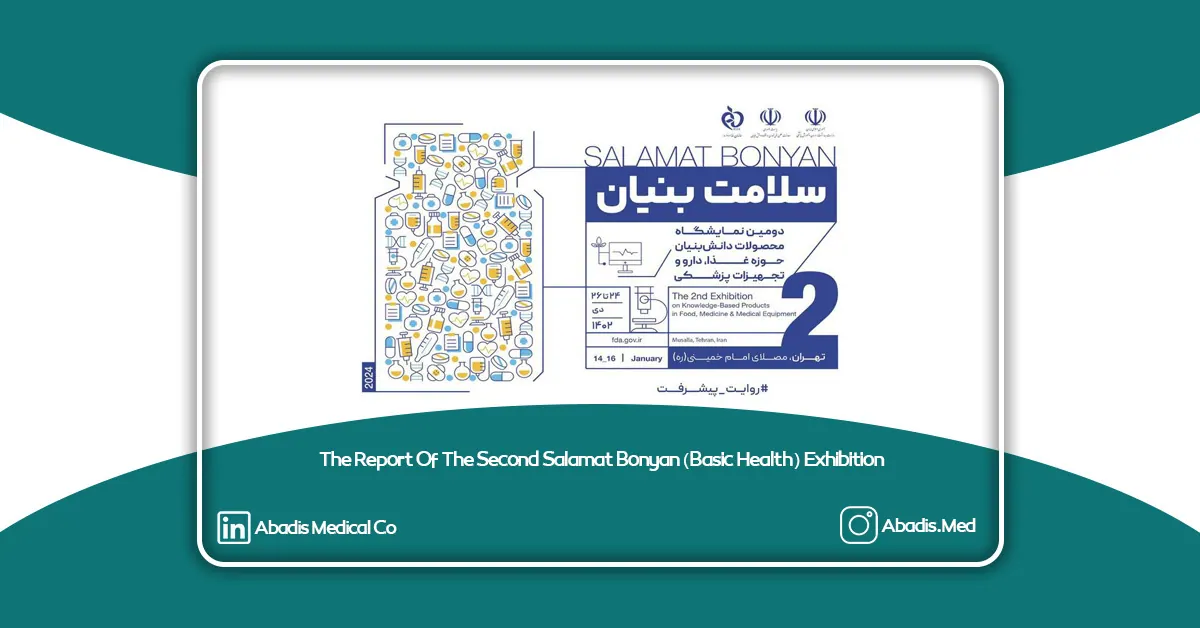 SALAMAT BONYAN
سلامت بنیان
دومین نمایشگاه
محصولات دانش‌بنیان
حوزه غذا، دارو و
تجهیزات پزشکی
۲۴ تا ۲۶
دی
۱۴۰۲
The 2nd Exhibition
on Knowledge-Based Products
in Food, Medicine & Medical Equipment
2
fda.gov.ir
Musalla, Tehran, Iran
14_16 | January
تهران، مصلای امام خمینی(ره)
2024
#روایت_پیشرفت
The Report Of The Second Salamat Bonyan (Basic Health) Exhibition
in Abadis Medical Co
Abadis.Med